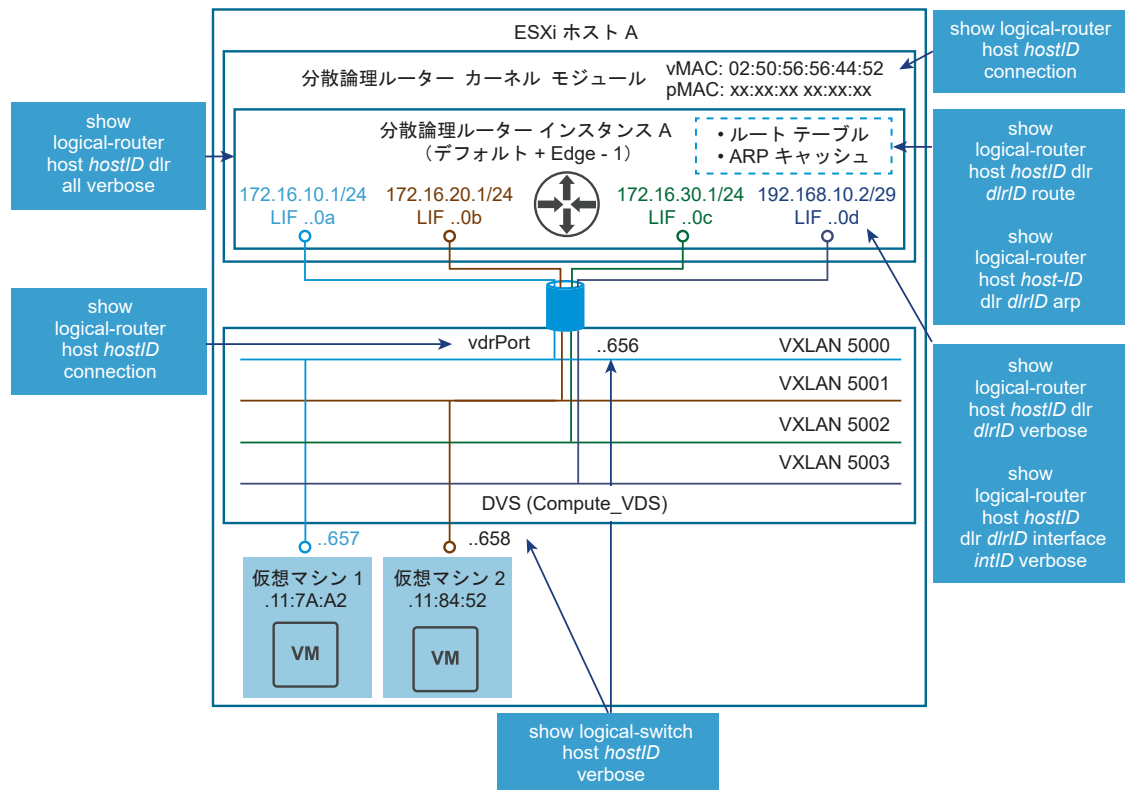 ESXi ホスト A
分散論理ルーター カーネル モジュール
vMAC: 02:50:56:56:44:52
pMAC: xx:xx:xx xx:xx:xx
show logical-router
host hostID
connection
show
logical-router
host hostID dlr
all verbose
分散論理ルーター インスタンス A
（デフォルト + Edge - 1）
• ルート テーブル
• ARP キャッシュ
show
logical-router
host hostID dlr
dlrID route
show
logical-router
host host-ID
dlr dlrID arp
172.16.10.1/24
LIF ..0a
172.16.20.1/24
LIF ..0b
172.16.30.1/24
LIF ..0c
192.168.10.2/29
LIF ..0d
show
logical-router
host hostID
connection
vdrPort
..656
VXLAN 5000
VXLAN 5001
VXLAN 5002
VXLAN 5003
DVS (Compute_VDS)
show
logical-router
host hostID dlr
dlrID verbose
show
logical-router
host hostID
dlr dlrID interface
intID verbose
..657
..658
仮想マシン 1
.11:7A:A2
VM
仮想マシン 2
.11:84:52
VM
show logical-switch
host hostID
verbose